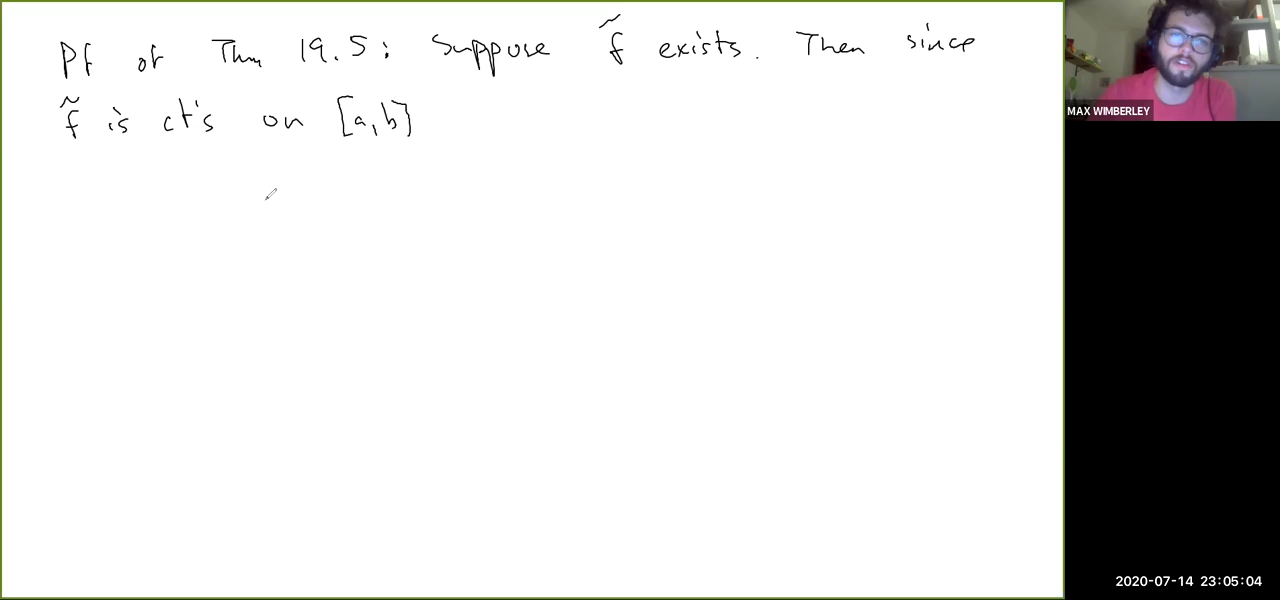 Pf of Thm 19.5: Suppose f̃ exists. Then since
f̃ is ct's on [a,b]
MAX WIMBERLEY
2020-07-14 23:05:04